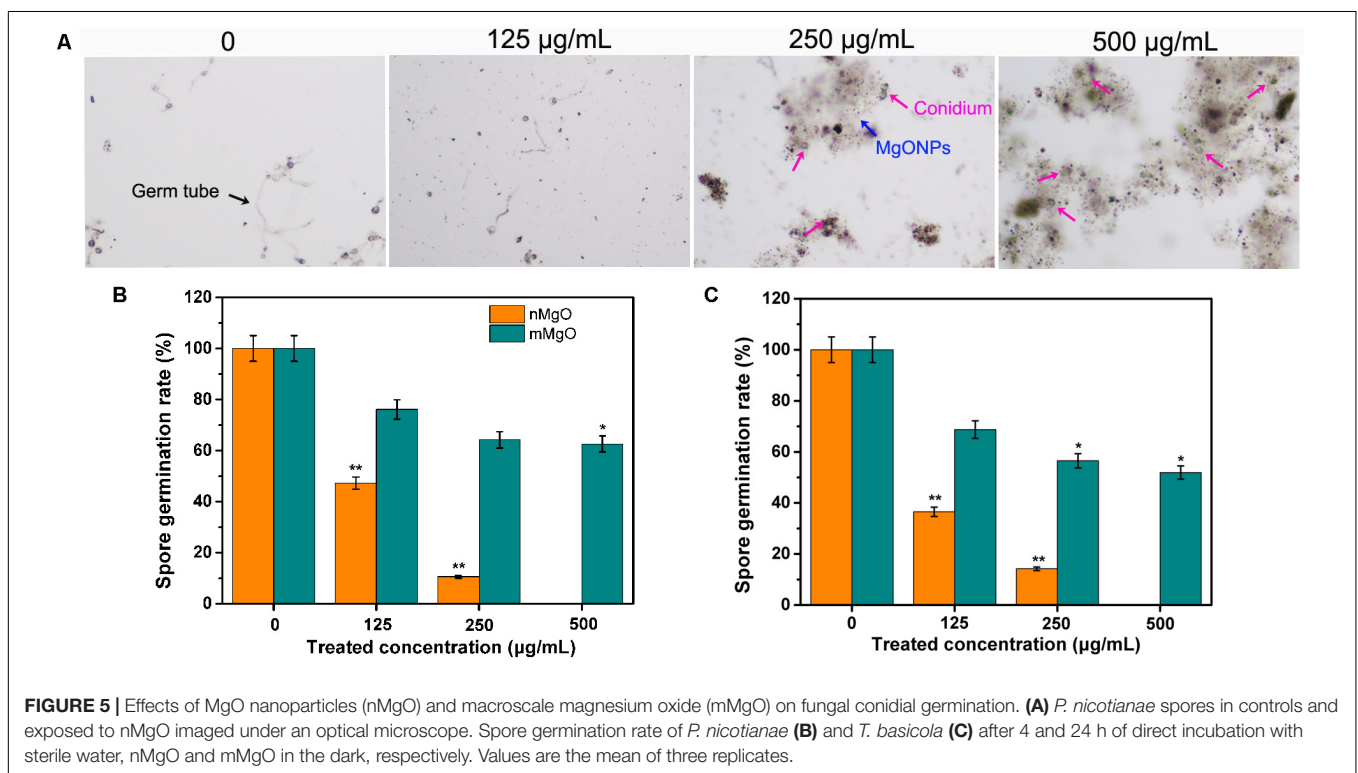 A 0 125 µg/mL 250 µg/mL 500 µg/mL
Conidium
MgONPs
Germ tube
B
120
100
80
60
40
20
0
Spore germination rate (%)
nMgO
mMgO
**
**
*
0 125 250 500
Treated concentration (µg/mL)
C
120
100
80
60
40
20
0
Spore germination rate (%)
**
**
*
*
0 125 250 500
Treated concentration (µg/mL)
FIGURE 5 | Effects of MgO nanoparticles (nMgO) and macroscale magnesium oxide (mMgO) on fungal conidial germination. (A) P. nicotianae spores in controls and
exposed to nMgO imaged under an optical microscope. Spore germination rate of P. nicotianae (B) and T. basicola (C) after 4 and 24 h of direct incubation with
sterile water, nMgO and mMgO in the dark, respectively. Values are the mean of three replicates.